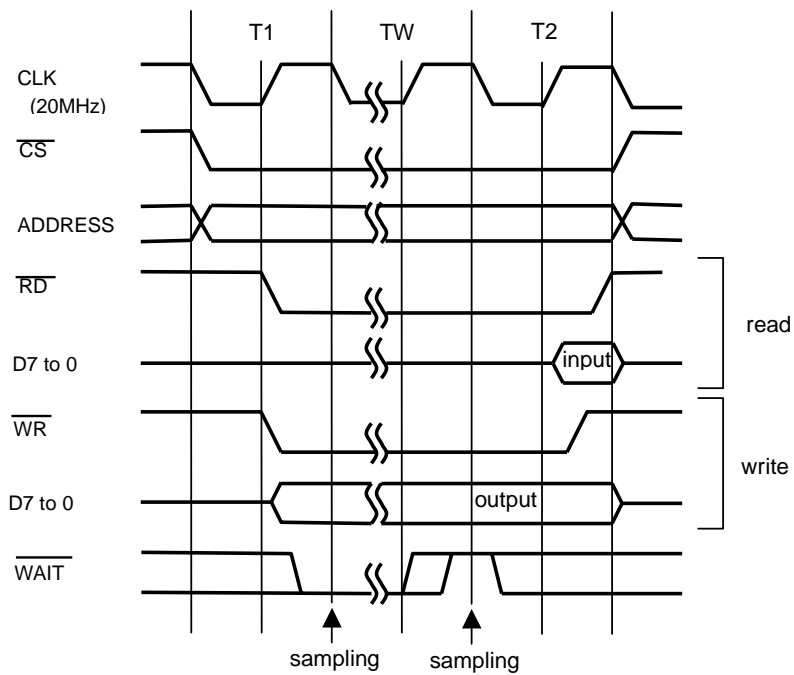 T1 TW T2
CLK
(20MHz)
CS
ADDRESS
RD
read
D7 to 0
input
WR
write
D7 to 0
output
WAIT
sampling sampling